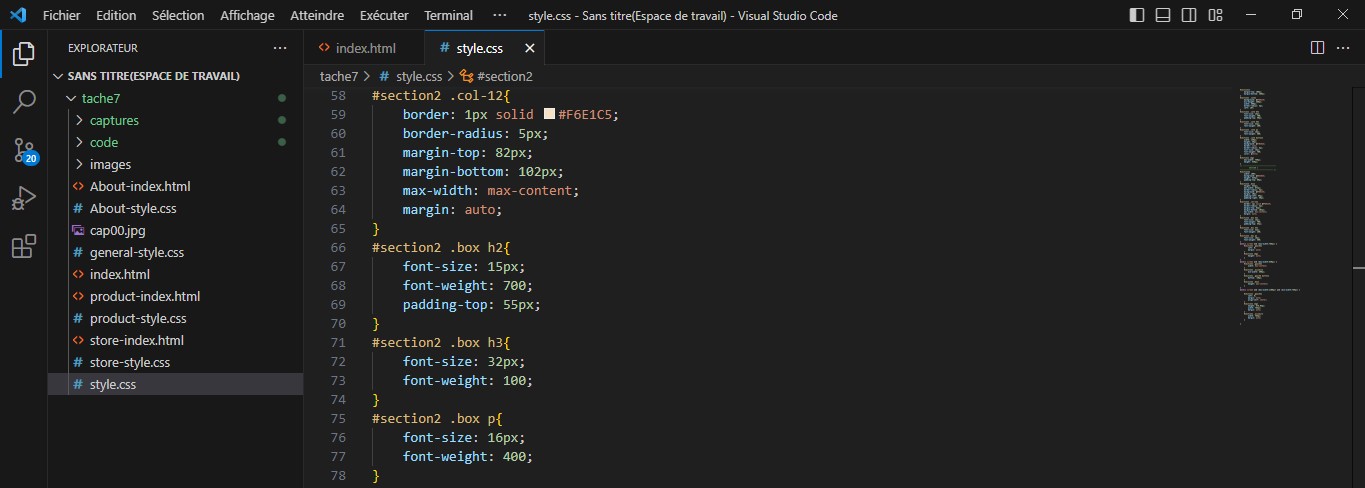 Fichier Edition Sélection Affichage Atteindre Exécuter Terminal ··· style.css - Sans titre(Espace de travail) - Visual Studio Code
EXPLORATEUR ···
SANS TITRE(ESPACE DE TRAVAIL)
tache7
captures
code
images
About-index.html
About-style.css
cap00.jpg
general-style.css
index.html
product-index.html
product-style.css
store-index.html
store-style.css
style.css
20
index.html # style.css
tache7 > # style.css > #section2
58 #section2 .col-12{
59 border: 1px solid #F6E1C5;
60 border-radius: 5px;
61 margin-top: 82px;
62 margin-bottom: 102px;
63 max-width: max-content;
64 margin: auto;
65 }
66 #section2 .box h2{
67 font-size: 15px;
68 font-weight: 700;
69 padding-top: 55px;
70 }
71 #section2 .box h3{
72 font-size: 32px;
73 font-weight: 100;
74 }
75 #section2 .box p{
76 font-size: 16px;
77 font-weight: 400;
78 }